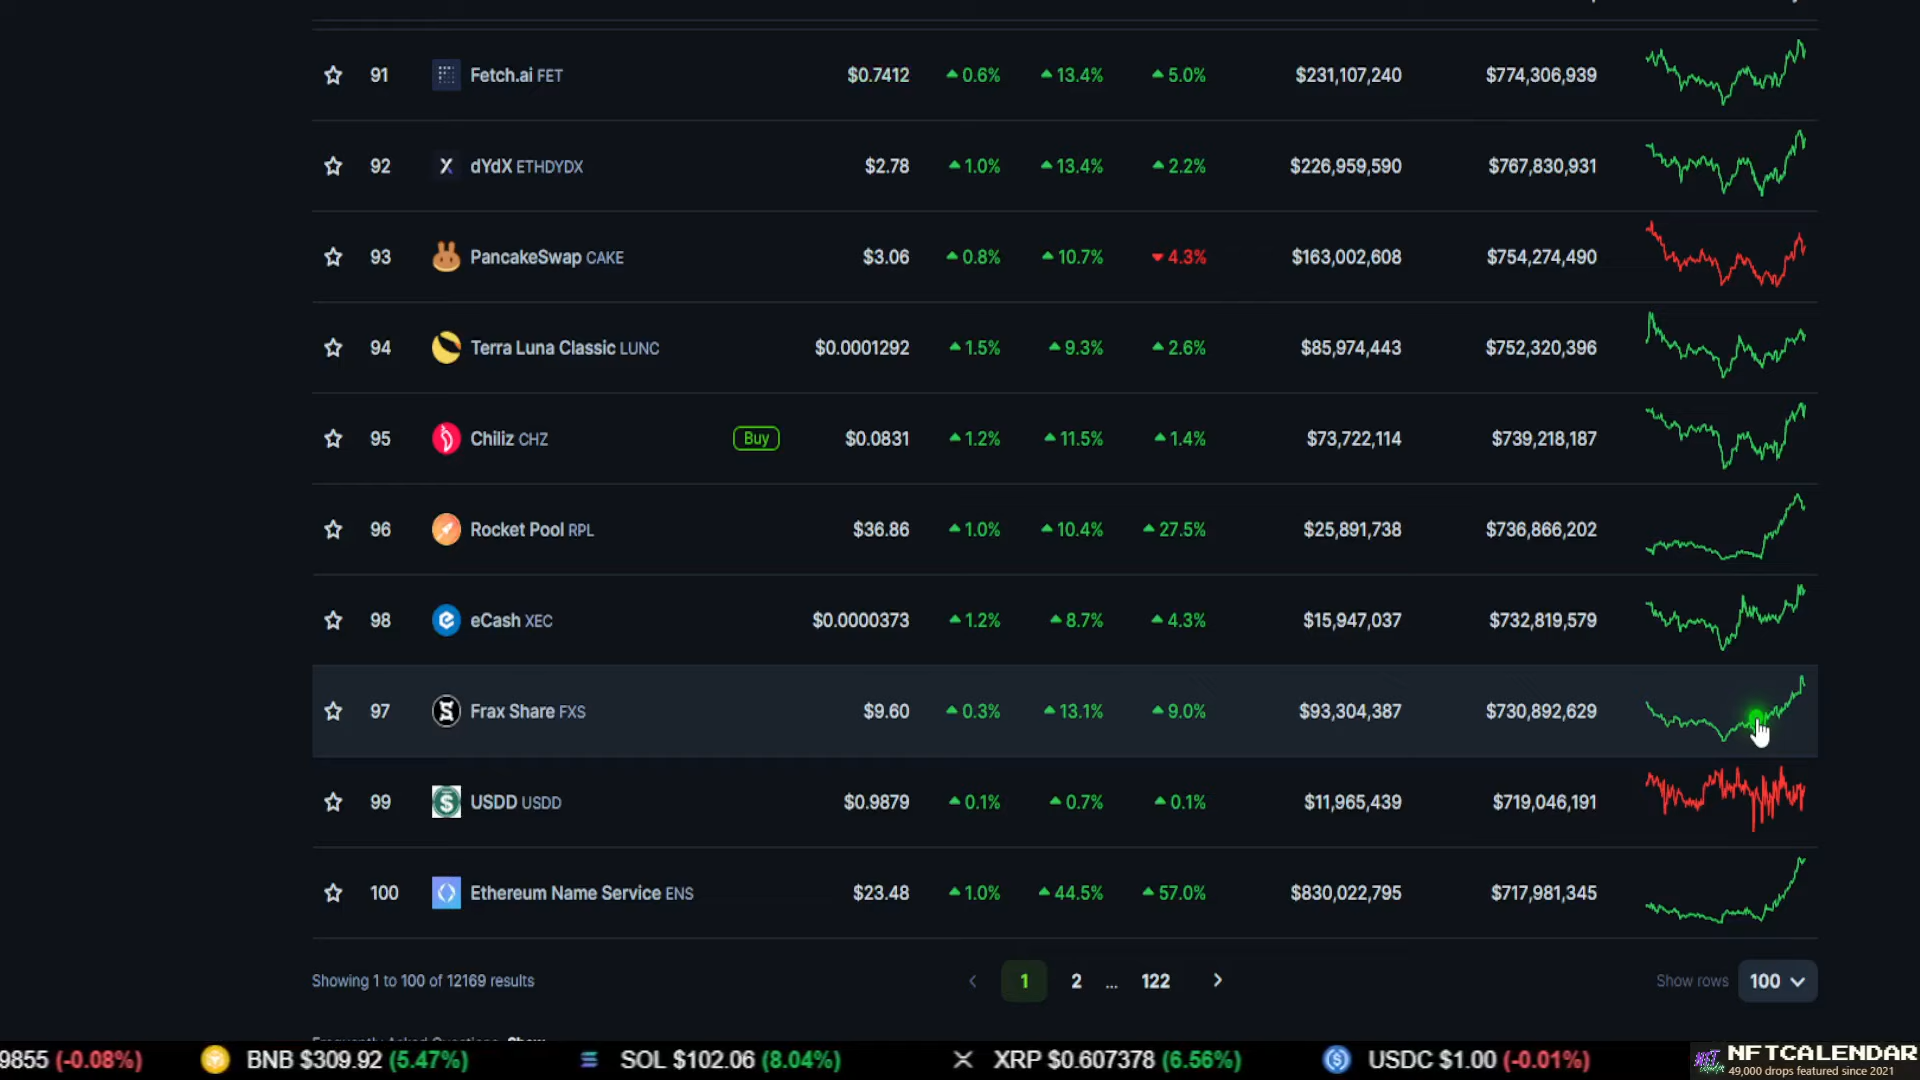 91 Fetch.ai FET $0.7412 0.6% 13.4% 5.0% $231,107,240 $774,306,939
92 dYdX ETHDYDX $2.78 1.0% 13.4% 2.2% $226,959,590 $767,830,931
93 PancakeSwap CAKE $3.06 0.8% 10.7% 4.3% $163,002,608 $754,274,490
94 Terra Luna Classic LUNC $0.0001292 1.5% 9.3% 2.6% $85,974,443 $752,320,396
95 Chiliz CHZ Buy $0.0831 1.2% 11.5% 1.4% $73,722,114 $739,218,187
96 Rocket Pool RPL $36.86 1.0% 10.4% 27.5% $25,891,738 $736,866,202
98 eCash XEC $0.0000373 1.2% 8.7% 4.3% $15,947,037 $732,819,579
97 Frax Share FXS $9.60 0.3% 13.1% 9.0% $93,304,387 $730,892,629
99 USDD USDD $0.9879 0.1% 0.7% 0.1% $11,965,439 $719,046,191
100 Ethereum Name Service ENS $23.48 1.0% 44.5% 57.0% $830,022,795 $717,981,345
Showing 1 to 100 of 12169 results 1 2 ... 122 Show rows 100
9855 (-0.08%) BNB $309.92 (5.47%) SOL $102.06 (8.04%) XRP $0.607378 (6.56%) USDC $1.00 (-0.01%)
NFTCALENDAR
49,000 drops featured since 2021